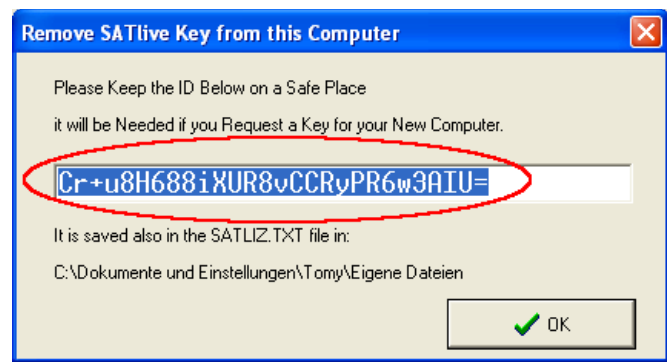 Remove SATlive Key from this Computer
Please Keep the ID Below on a Safe Place
it will be Needed if you Request a Key for your New Computer.
Cr+u8H688iXUR8vCCRyPR6w3AIU=
It is saved also in the SATLIZ.TXT file in:
C:\Dokumente und Einstellungen\Tomy\Eigene Dateien
OK